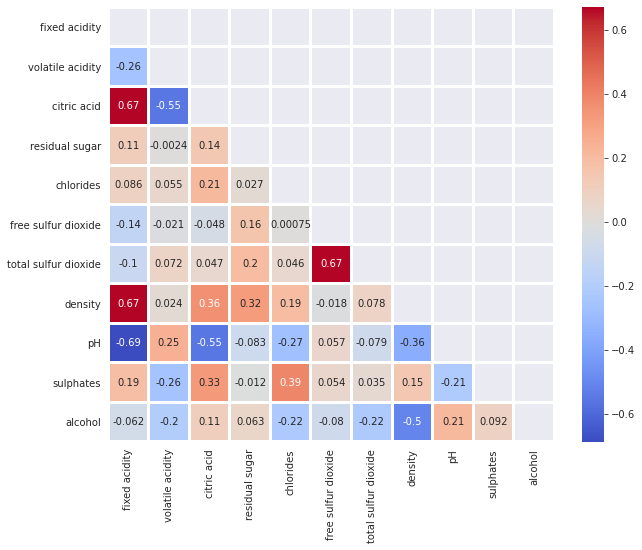 fixed acidity
volatile acidity -0.26
citric acid 0.67 -0.55
residual sugar 0.11 -0.0024 0.14
chlorides 0.086 0.055 0.21 0.027
free sulfur dioxide -0.14 -0.021 -0.048 0.16 0.00075
total sulfur dioxide -0.1 0.072 0.047 0.2 0.046 0.67
density 0.67 0.024 0.36 0.32 0.19 -0.018 0.078
pH -0.69 0.25 -0.55 -0.083 -0.27 0.057 -0.079 -0.36
sulphates 0.19 -0.26 0.33 -0.012 0.39 0.054 0.035 0.15 -0.21
alcohol -0.062 -0.2 0.11 0.063 -0.22 -0.08 -0.22 -0.5 0.21 0.092
fixed acidity
volatile acidity
citric acid
residual sugar
chlorides
free sulfur dioxide
total sulfur dioxide
density
pH
sulphates
alcohol
0.6
0.4
0.2
0.0
-0.2
-0.4
-0.6